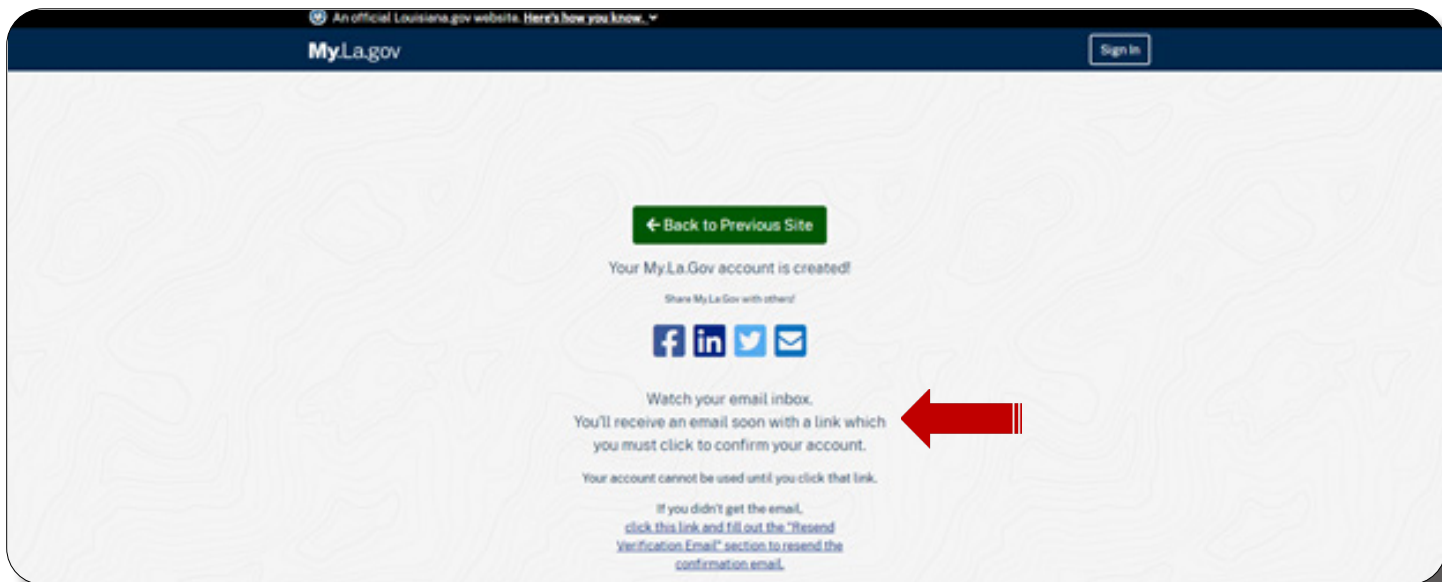 An official Louisiana.gov website. Here's how you know.
My.La.gov
Sign In
← Back to Previous Site
Your My.La.Gov account is created!
Share My.La.Gov with others!
Watch your email inbox.
You'll receive an email soon with a link which
you must click to confirm your account.
Your account cannot be used until you click that link.
If you didn't get the email,
click this link and fill out the "Resend
Verification Email" section to resend the
confirmation email.